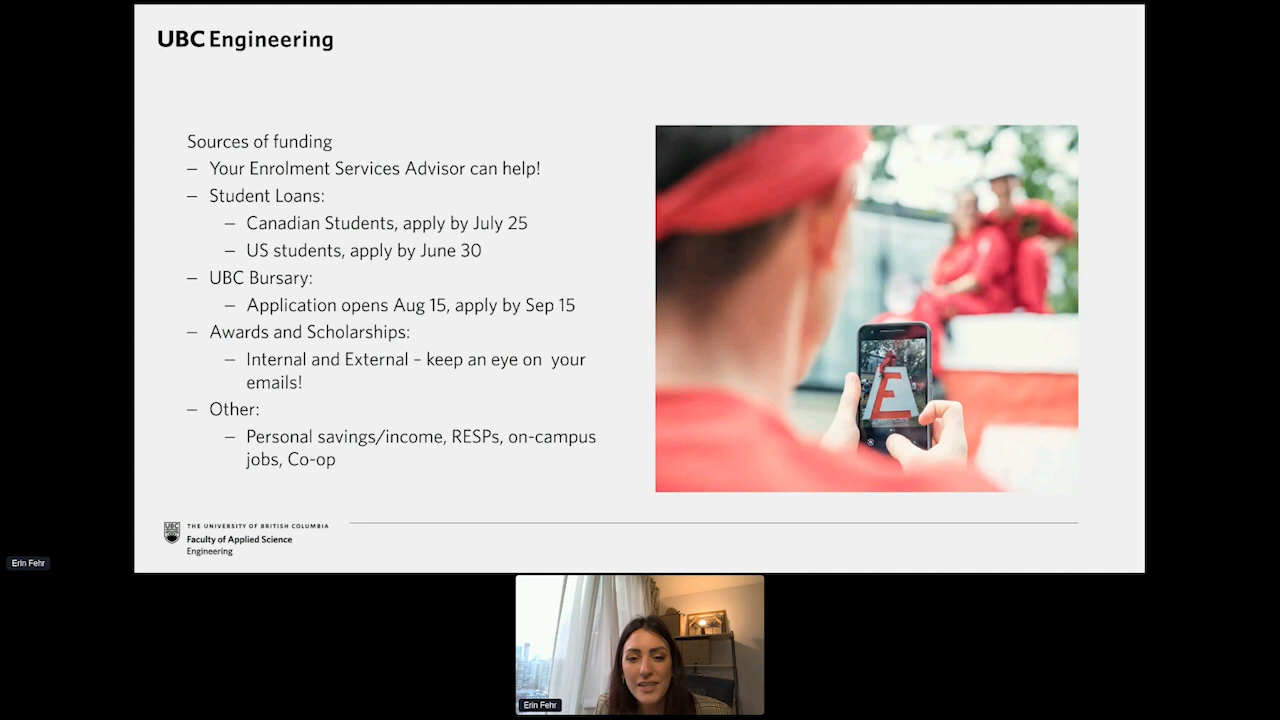 UBC Engineering
Sources of funding
– Your Enrolment Services Advisor can help!
– Student Loans:
– Canadian Students, apply by July 25
– US students, apply by June 30
– UBC Bursary:
– Application opens Aug 15, apply by Sep 15
– Awards and Scholarships:
– Internal and External – keep an eye on  your
emails!
– Other:
– Personal savings/income, RESPs, on-campus
jobs, Co-op
E
UBC
THE UNIVERSITY OF BRITISH COLUMBIA
Faculty of Applied Science
Engineering
Erin Fehr
Erin Fehr